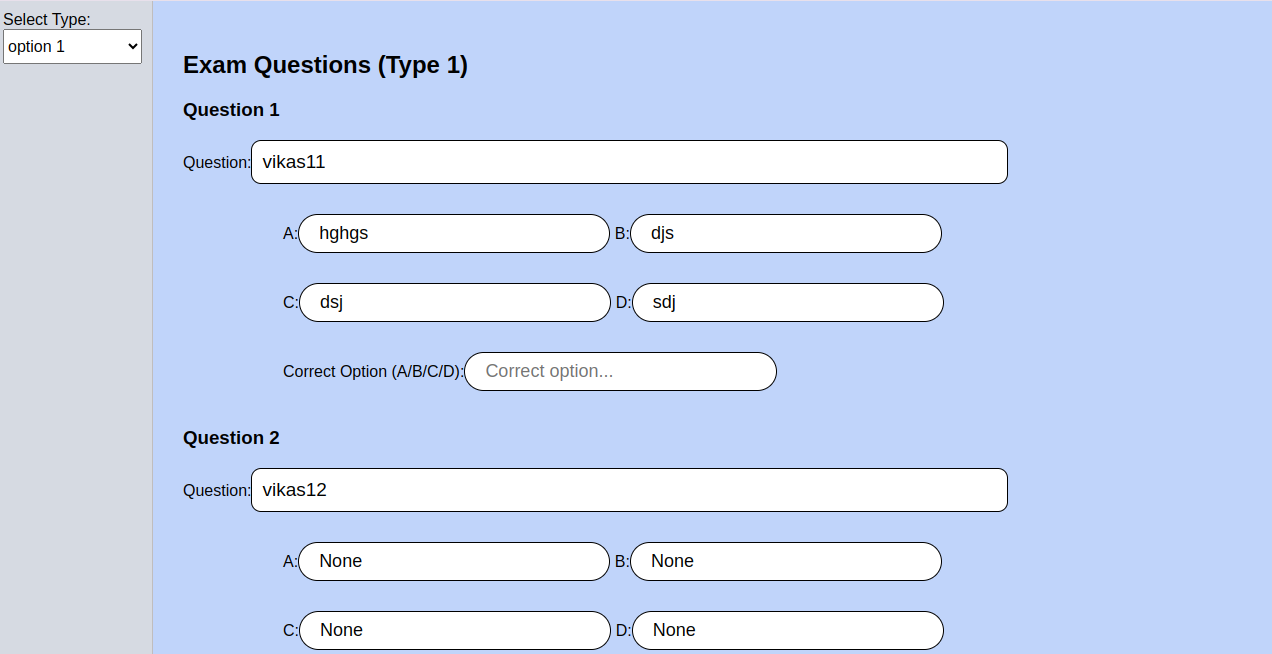 Select Type:
option 1
Exam Questions (Type 1)
Question 1
Question: vikas11
A: hghgs B: djs
C: dsj D: sdj
Correct Option (A/B/C/D): Correct option...
Question 2
Question: vikas12
A: None B: None
C: None D: None